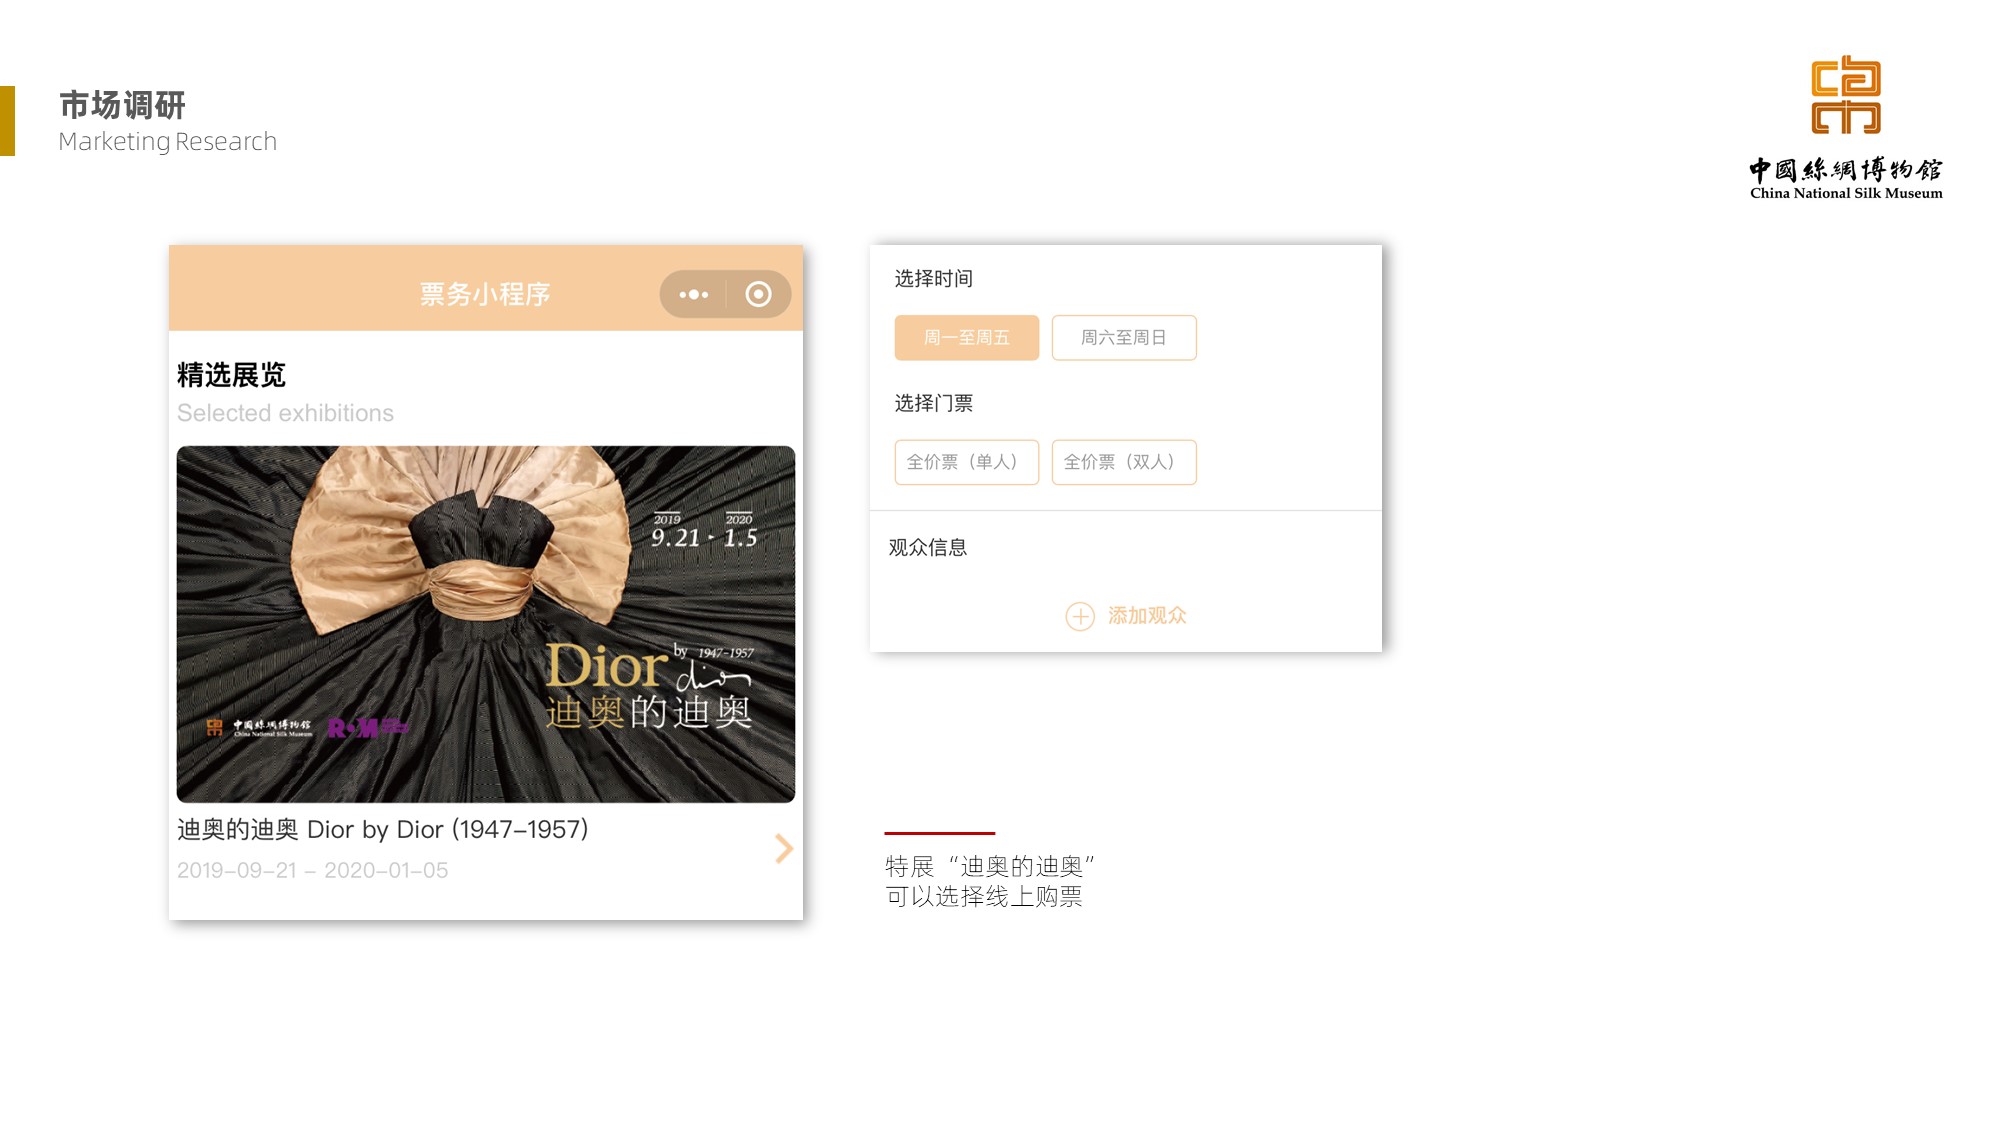 市场调研
Marketing Research
中國絲綢博物館
China National Silk Museum
票务小程序
精选展览
Selected exhibitions
2019 2020
9.21 · 1.5
Dior by 1947-1957
dior
迪奥的迪奥
中國絲綢博物館
China National Silk Museum
ROM
迪奥的迪奥 Dior by Dior (1947–1957)
2019–09–21 – 2020–01–05
选择时间
周一至周五 周六至周日
选择门票
全价票（单人） 全价票（双人）
观众信息
添加观众
特展“迪奥的迪奥”
可以选择线上购票